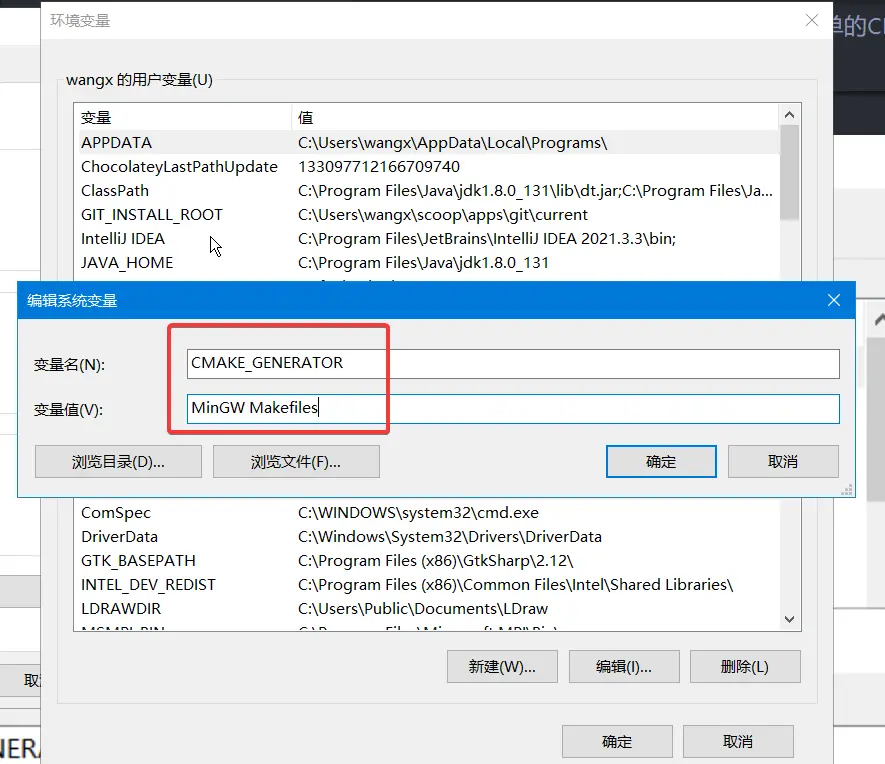 环境变量
单的C
wangx 的用户变量(U)
变量 值
APPDATA C:\Users\wangx\AppData\Local\Programs\
ChocolateyLastPathUpdate 133097712166709740
ClassPath C:\Program Files\Java\jdk1.8.0_131\lib\dt.jar;C:\Program Files\Ja...
GIT_INSTALL_ROOT C:\Users\wangx\scoop\apps\git\current
IntelliJ IDEA C:\Program Files\JetBrains\IntelliJ IDEA 2021.3.3\bin;
JAVA_HOME C:\Program Files\Java\jdk1.8.0_131
编辑系统变量
变量名(N): CMAKE_GENERATOR
变量值(V): MinGW Makefiles
浏览目录(D)... 浏览文件(F)... 确定 取消
ComSpec C:\WINDOWS\system32\cmd.exe
DriverData C:\Windows\System32\Drivers\DriverData
GTK_BASEPATH C:\Program Files (x86)\GtkSharp\2.12\
INTEL_DEV_REDIST C:\Program Files (x86)\Common Files\Intel\Shared Libraries\
LDRAWDIR C:\Users\Public\Documents\LDraw
MSMPI_BIN C:\Program Files\Microsoft MPI\Bin\
新建(W)... 编辑(I)... 删除(L)
取
确定 取消
NERA